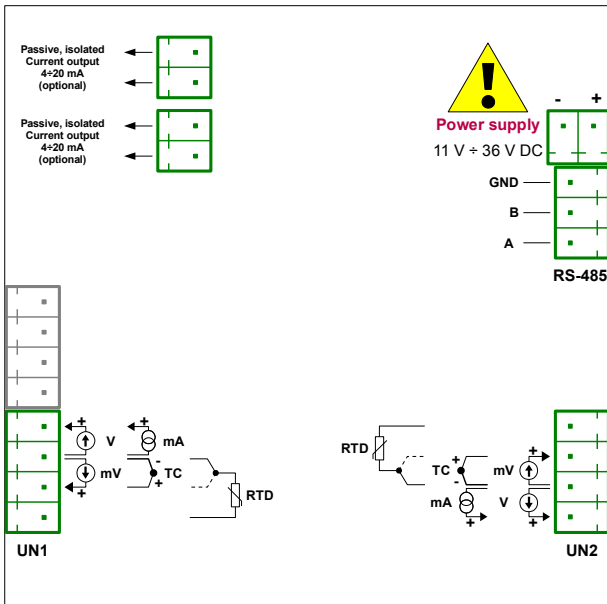 Passive, isolated
Current output
4÷20 mA
(optional)
Passive, isolated
Current output
4÷20 mA
(optional)
!
- +
Power supply
11 V ÷ 36 V DC
GND
B
A
RS-485
+ +
V mA
-
mV TC
+ +
RTD
UN1
RTD
+ +
TC mV
-
mA V
+ +
UN2